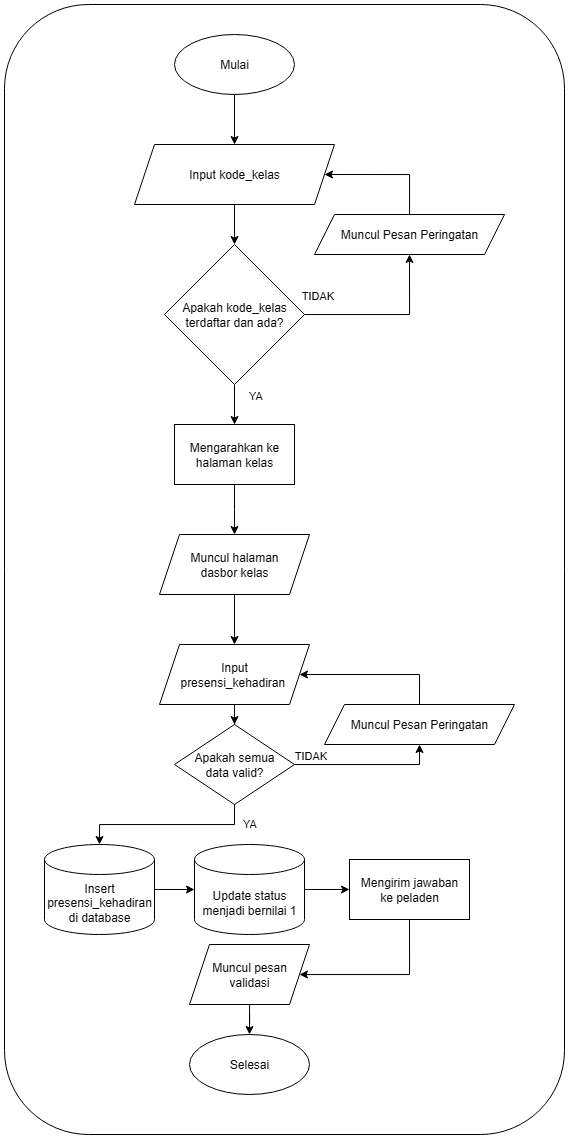 Mulai
Input kode_kelas
Muncul Pesan Peringatan
Apakah kode_kelas
terdaftar dan ada?
TIDAK
YA
Mengarahkan ke
halaman kelas
Muncul halaman
dasbor kelas
Input
presensi_kehadiran
Muncul Pesan Peringatan
Apakah semua
data valid?
TIDAK
YA
Insert
presensi_kehadiran
di database
Update status
menjadi bernilai 1
Mengirim jawaban
ke peladen
Muncul pesan
validasi
Selesai